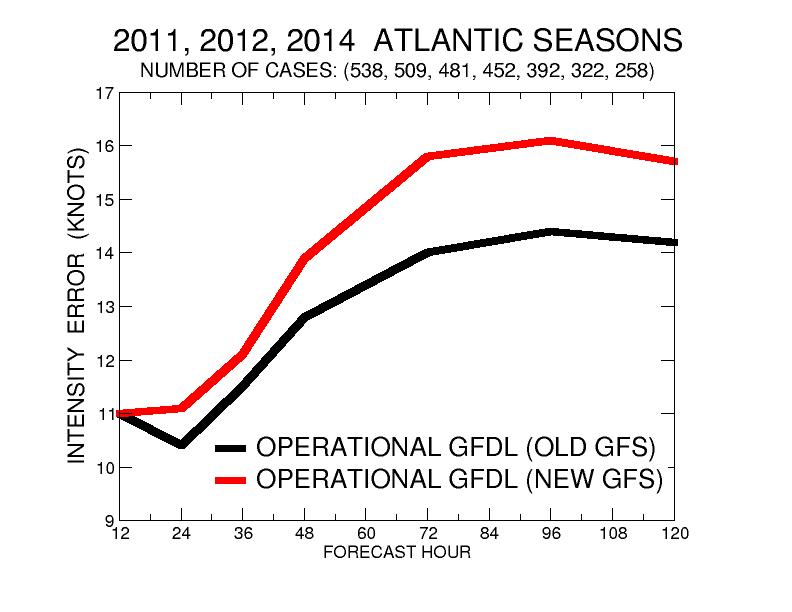 2011, 2012, 2014 ATLANTIC SEASONS
NUMBER OF CASES: (538, 509, 481, 452, 392, 322, 258)
17
16
15
14
13
12
11
10
9
INTENSITY ERROR (KNOTS)
OPERATIONAL GFDL (OLD GFS)
OPERATIONAL GFDL (NEW GFS)
12 24 36 48 60 72 84 96 108 120
FORECAST HOUR